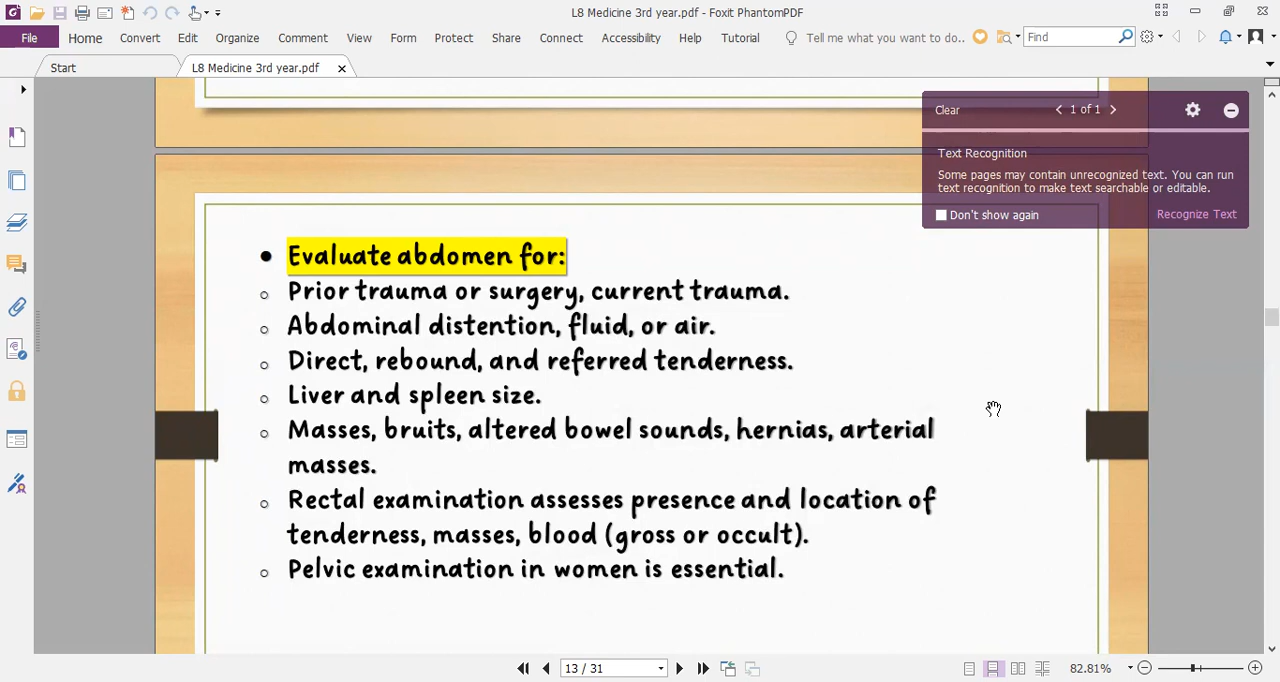 L8 Medicine 3rd year.pdf - Foxit PhantomPDF
File Home Convert Edit Organize Comment View Form Protect Share Connect Accessibility Help Tutorial Tell me what you want to do.. Find
Start L8 Medicine 3rd year.pdf
Clear 1 of 1
Text Recognition
Some pages may contain unrecognized text. You can run
text recognition to make text searchable or editable.
Don't show again Recognize Text
• Evaluate abdomen for:
o Prior trauma or surgery, current trauma.
o Abdominal distention, fluid, or air.
o Direct, rebound, and referred tenderness.
o Liver and spleen size.
o Masses, bruits, altered bowel sounds, hernias, arterial
masses.
o Rectal examination assesses presence and location of
tenderness, masses, blood (gross or occult).
o Pelvic examination in women is essential.
13 / 31 82.81%